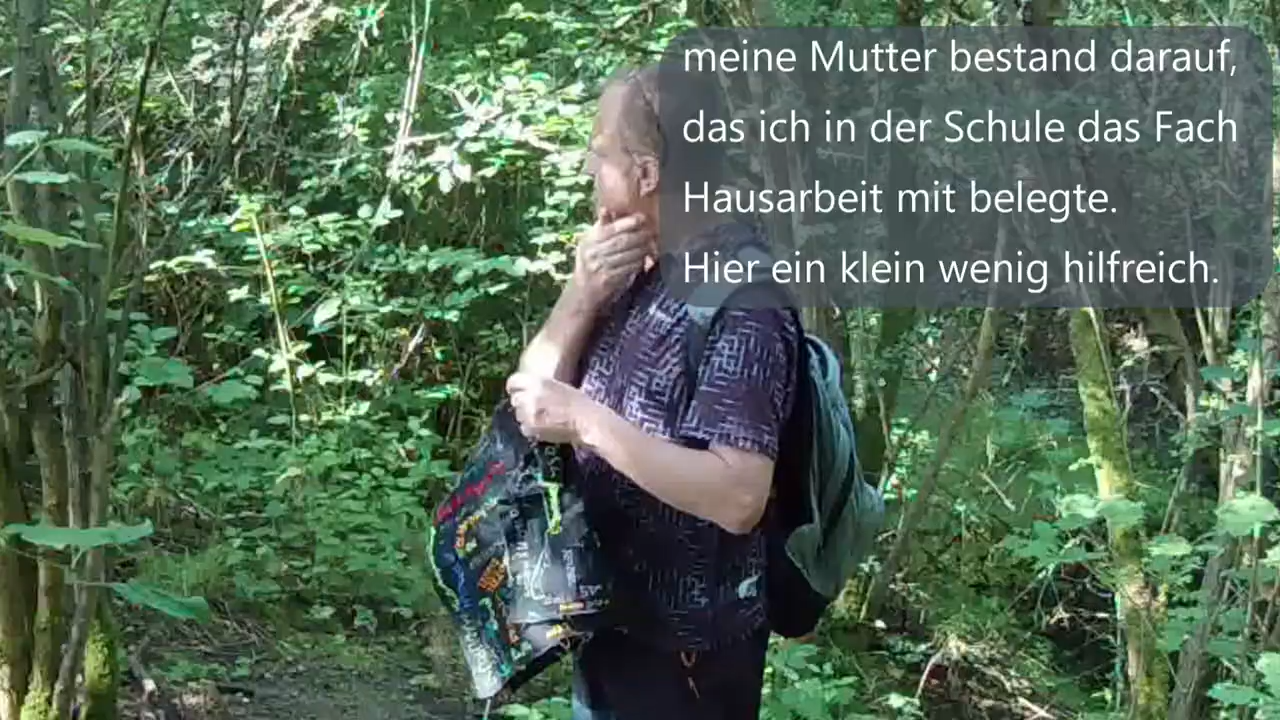 meine Mutter bestand darauf,
das ich in der Schule das Fach
Hausarbeit mit belegte.
Hier ein klein wenig hilfreich.